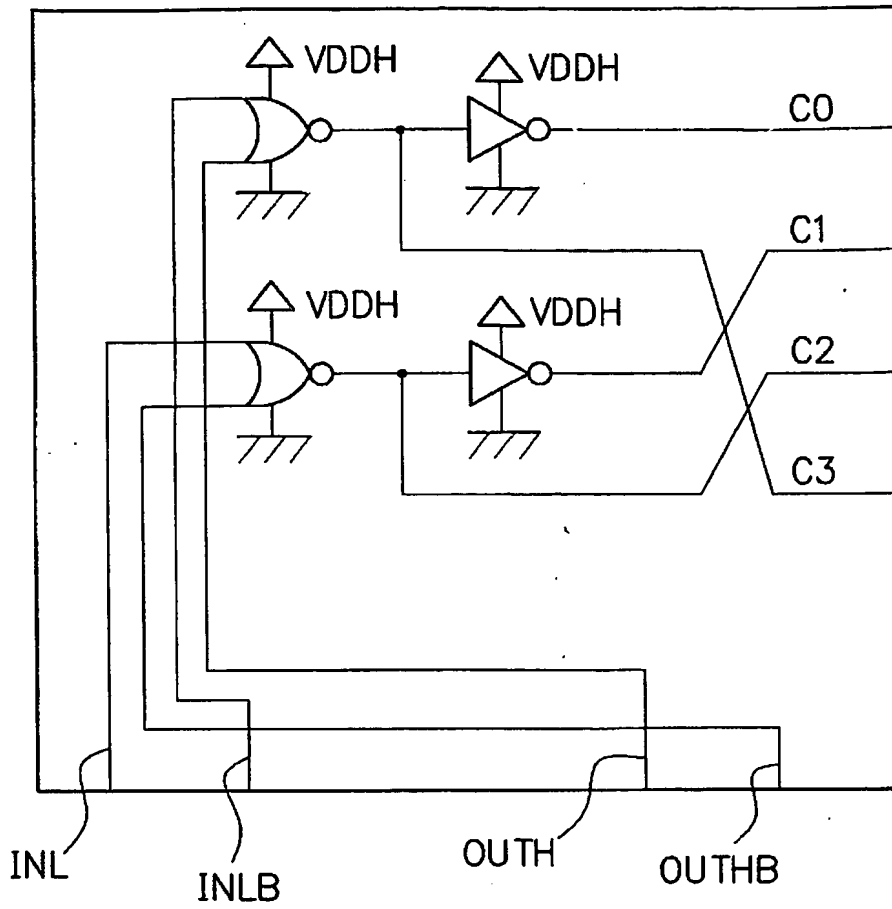 VDDH
VDDH
C0
C1
VDDH
VDDH
C2
C3
INL
INLB
OUTH
OUTHB